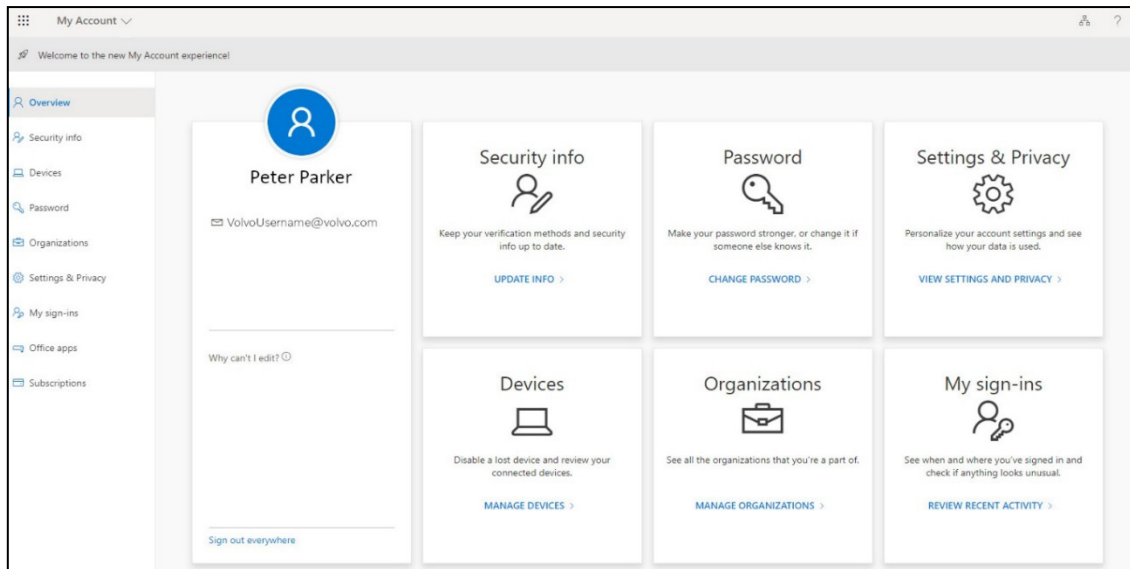 My Account
?
Welcome to the new My Account experience!
Overview
Security info
Devices
Password
Organizations
Settings & Privacy
My sign-ins
Office apps
Subscriptions
Peter Parker
VolvoUsername@volvo.com
Why can't I edit?
Sign out everywhere
Security info
Keep your verification methods and security
info up to date.
UPDATE INFO >
Password
Make your password stronger, or change it if
someone else knows it.
CHANGE PASSWORD >
Settings & Privacy
Personalize your account settings and see
how your data is used.
VIEW SETTINGS AND PRIVACY >
Devices
Disable a lost device and review your
connected devices.
MANAGE DEVICES >
Organizations
See all the organizations that you're a part of.
MANAGE ORGANIZATIONS >
My sign-ins
See when and where you've signed in and
check if anything looks unusual.
REVIEW RECENT ACTIVITY >